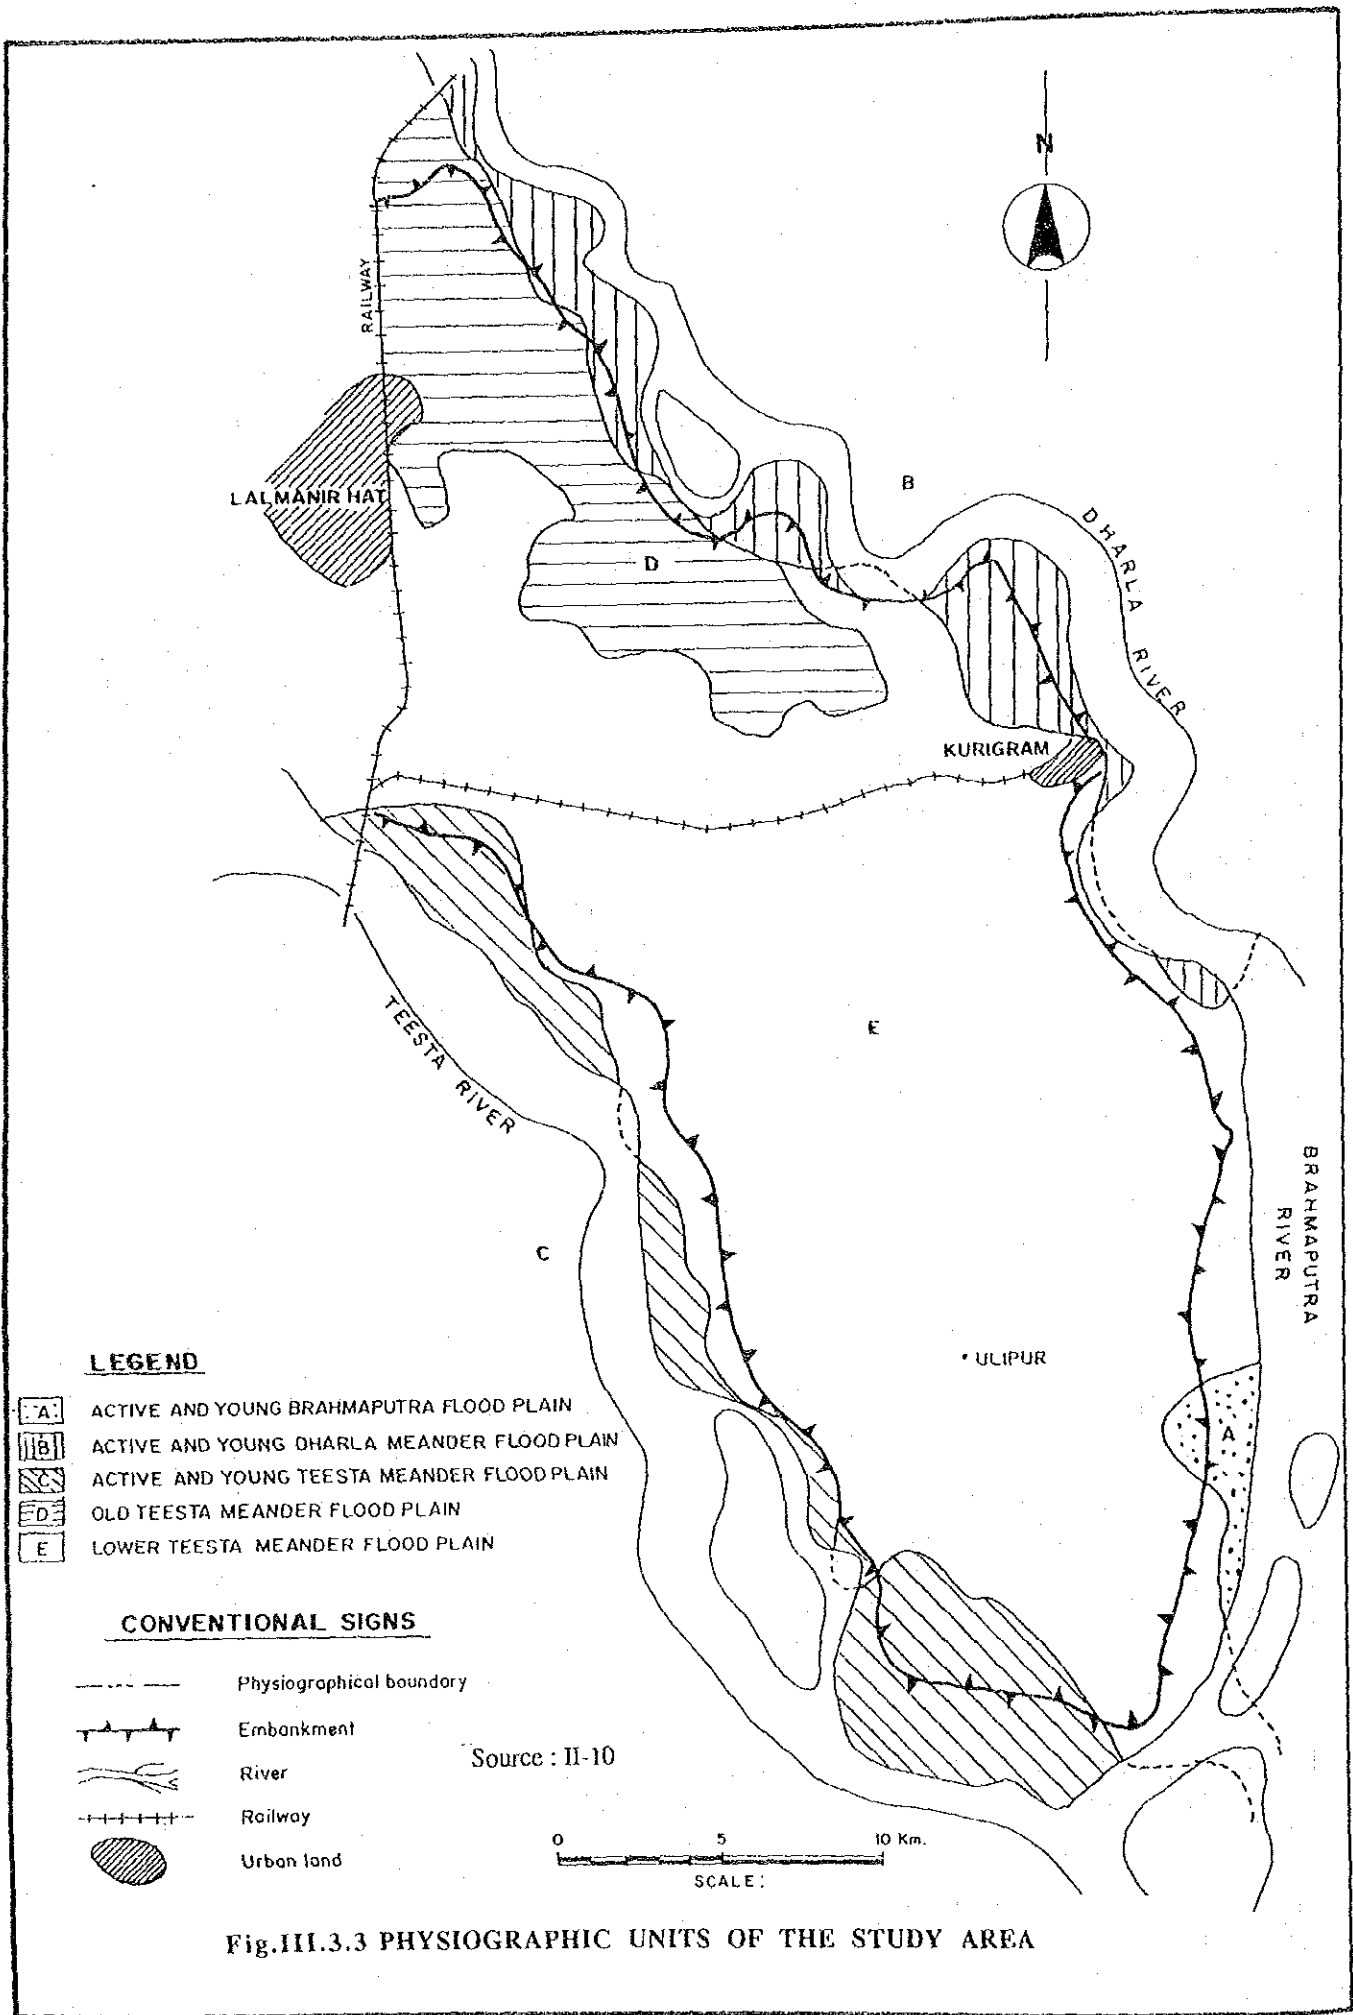 N
RAILWAY
LALMANIR HAT
B
DHARLA RIVER
D
KURIGRAM
E
TEESTA RIVER
BRAHMAPUTRA
RIVER
C
• ULIPUR
A
LEGEND
A ACTIVE AND YOUNG BRAHMAPUTRA FLOOD PLAIN
B ACTIVE AND YOUNG DHARLA MEANDER FLOOD PLAIN
C ACTIVE AND YOUNG TEESTA MEANDER FLOOD PLAIN
D OLD TEESTA MEANDER FLOOD PLAIN
E LOWER TEESTA MEANDER FLOOD PLAIN
CONVENTIONAL SIGNS
Physiographical boundary
Embankment
River
Railway
Urban land
Source : II-10
0 5 10 Km.
SCALE:
Fig.III.3.3 PHYSIOGRAPHIC UNITS OF THE STUDY AREA